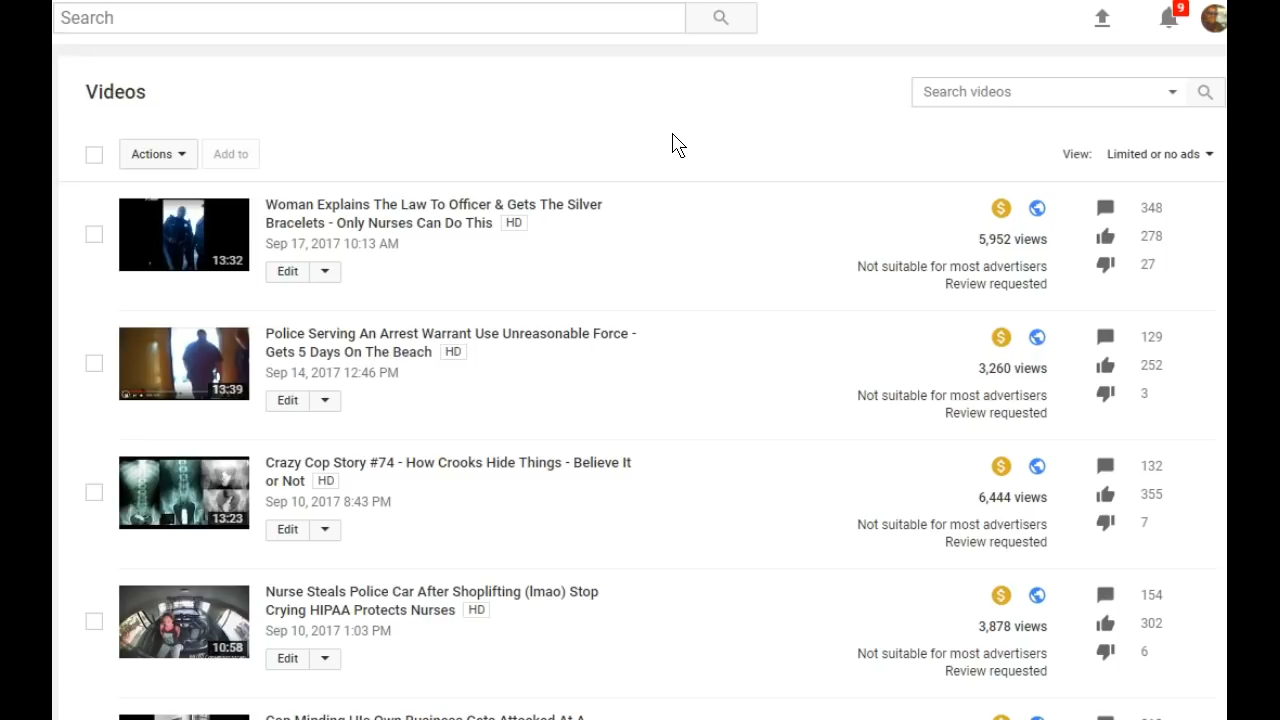 Search
9
Videos
Search videos
Actions
Add to
View: Limited or no ads
Woman Explains The Law To Officer & Gets The Silver
Bracelets - Only Nurses Can Do This HD
Sep 17, 2017 10:13 AM
Edit
13:32
5,952 views
Not suitable for most advertisers
Review requested
348
278
27
Police Serving An Arrest Warrant Use Unreasonable Force -
Gets 5 Days On The Beach HD
Sep 14, 2017 12:46 PM
Edit
13:39
3,260 views
Not suitable for most advertisers
Review requested
129
252
3
Crazy Cop Story #74 - How Crooks Hide Things - Believe It
or Not HD
Sep 10, 2017 8:43 PM
Edit
13:23
6,444 views
Not suitable for most advertisers
Review requested
132
355
7
Nurse Steals Police Car After Shoplifting (lmao) Stop
Crying HIPAA Protects Nurses HD
Sep 10, 2017 1:03 PM
Edit
10:58
3,878 views
Not suitable for most advertisers
Review requested
154
302
6
Cop Minding HIs Own Business Gets Attacked At A